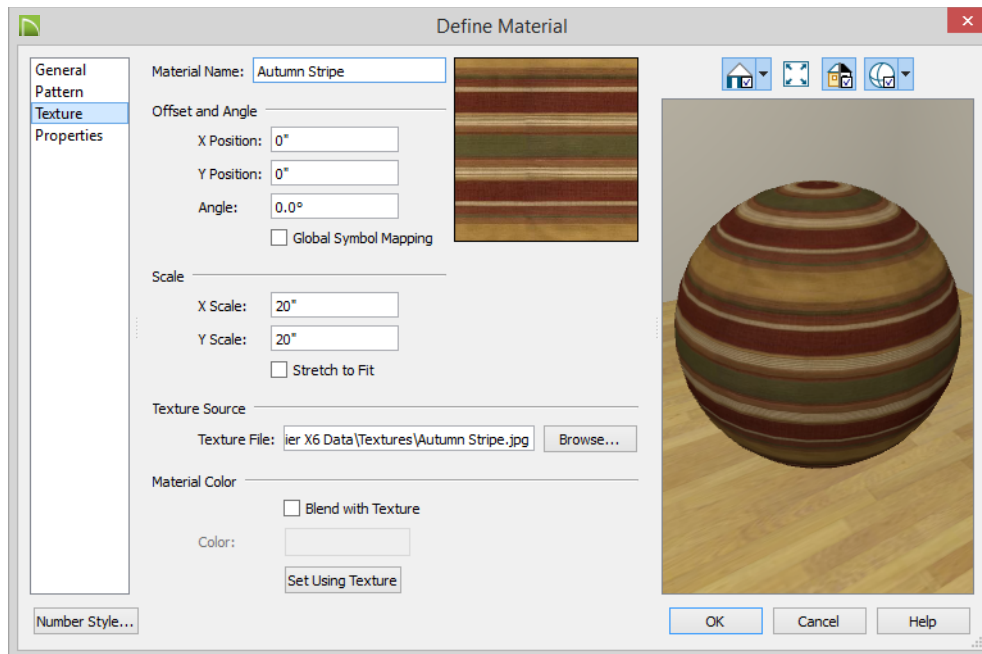 Define Material
General
Pattern
Texture
Properties
Material Name: Autumn Stripe
Offset and Angle
X Position: 0"
Y Position: 0"
Angle: 0.0°
Global Symbol Mapping
Scale
X Scale: 20"
Y Scale: 20"
Stretch to Fit
Texture Source
Texture File: ier X6 Data\Textures\Autumn Stripe.jpg Browse...
Material Color
Blend with Texture
Color:
Set Using Texture
Number Style... OK Cancel Help